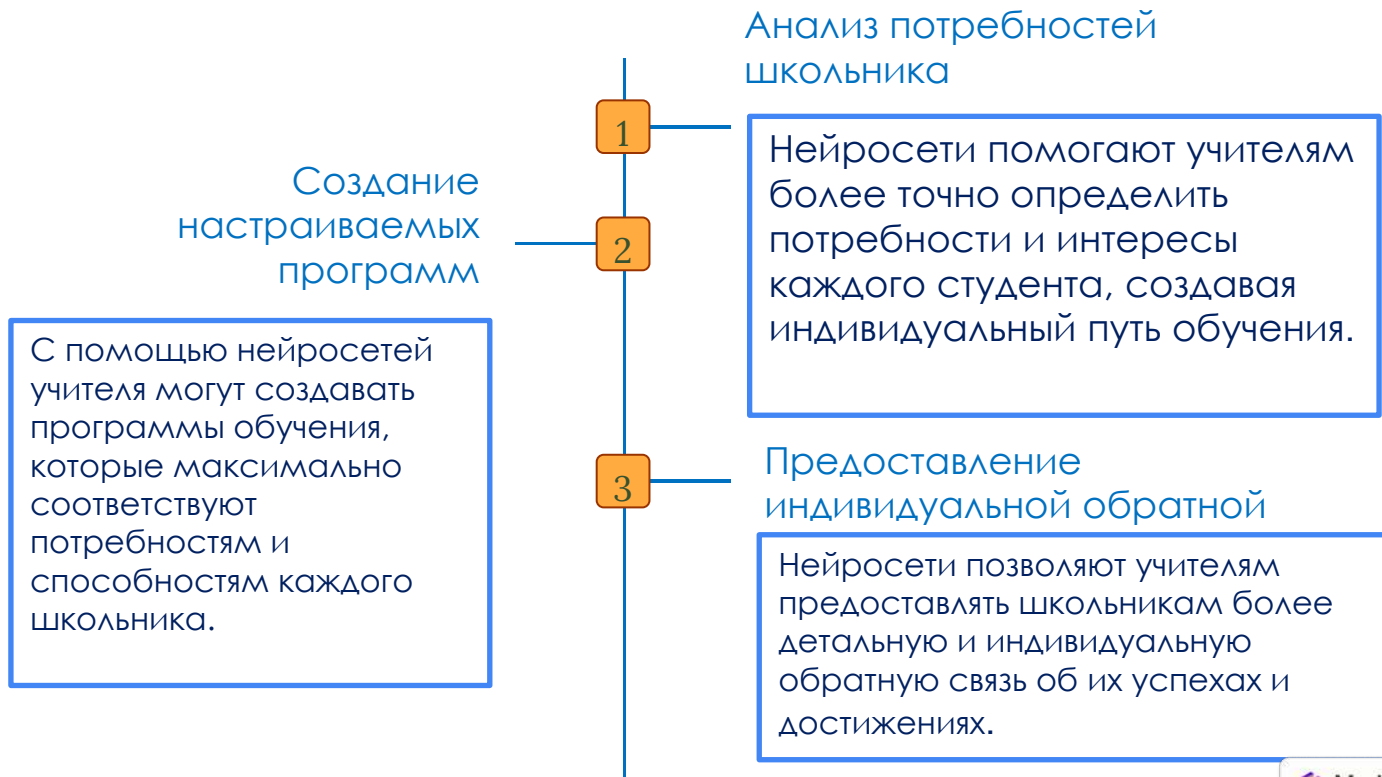 Анализ потребностей
школьника
1
Нейросети помогают учителям
более точно определить
потребности и интересы
каждого студента, создавая
индивидуальный путь обучения.
Создание
настраиваемых
программ
2
С помощью нейросетей
учителя могут создавать
программы обучения,
которые максимально
соответствуют
потребностям и
способностям каждого
школьника.
3
Предоставление
индивидуальной обратной
Нейросети позволяют учителям
предоставлять школьникам более
детальную и индивидуальную
обратную связь об их успехах и
достижениях.